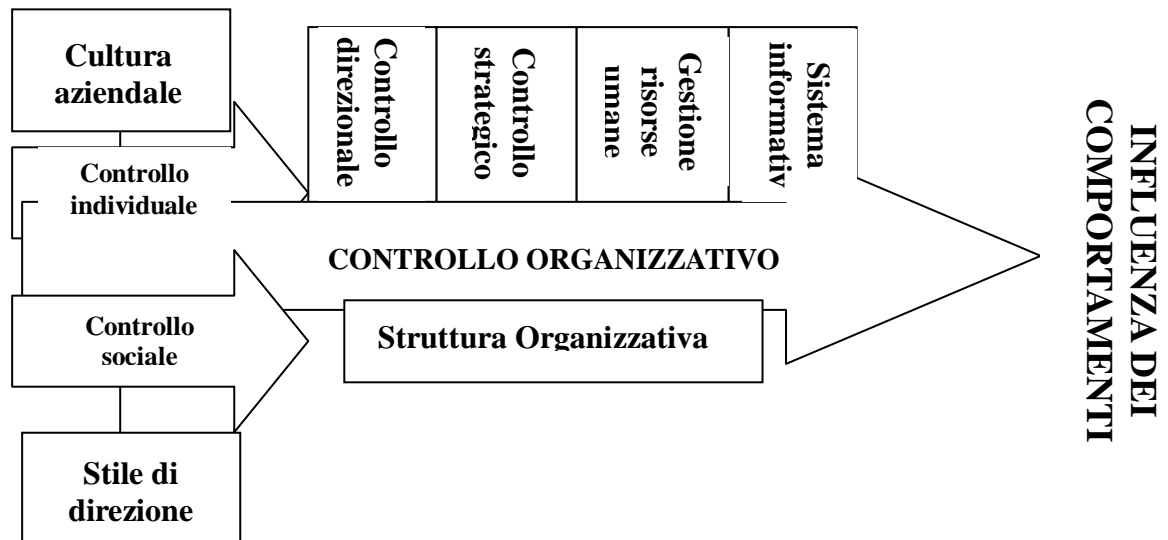 Cultura
aziendale
Controllo
individuale
Controllo
sociale
Stile di
direzione
Controllo
direzionale
Controllo
strategico
Gestione
risorse
umane
Sistema
informativ
CONTROLLO ORGANIZZATIVO
Struttura Organizzativa
INFLUENZA DEI
COMPORTAMENTI